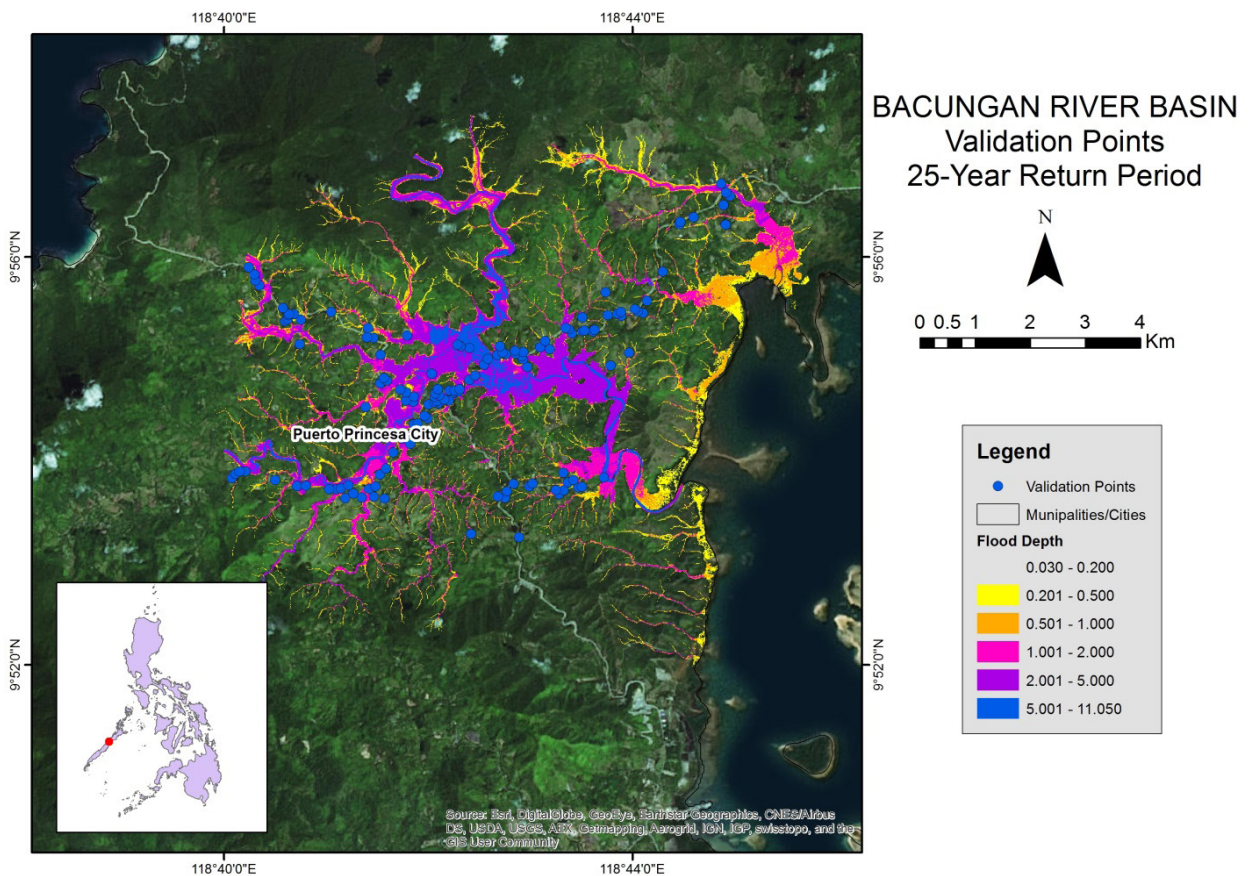 118°40'0"E
118°44'0"E
BACUNGAN RIVER BASIN
Validation Points
25-Year Return Period
N
9°56'0"N
9°56'0"N
0 0.5 1 2 3 4
Km
Puerto Princesa City
Legend
Validation Points
Munipalities/Cities
Flood Depth
0.030 - 0.200
0.201 - 0.500
0.501 - 1.000
1.001 - 2.000
2.001 - 5.000
5.001 - 11.050
9°52'0"N
9°52'0"N
Source: Esri, DigitalGlobe, GeoEye, Earthstar Geographics, CNES/Airbus
DS, USDA, USGS, AEX, Getmapping, Aerogrid, IGN, IGP, swisstopo, and the
GIS User Community
118°40'0"E
118°44'0"E